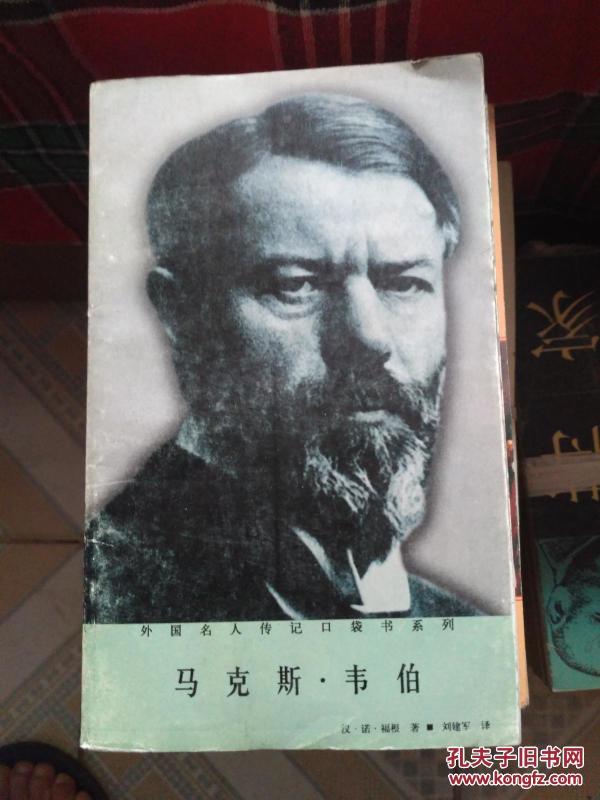 外国名人传记口袋书系列
马克斯·韦伯
汉·诺·福根 著 ■ 刘建军 译
家
孔夫子旧书网
www.kongfz.com